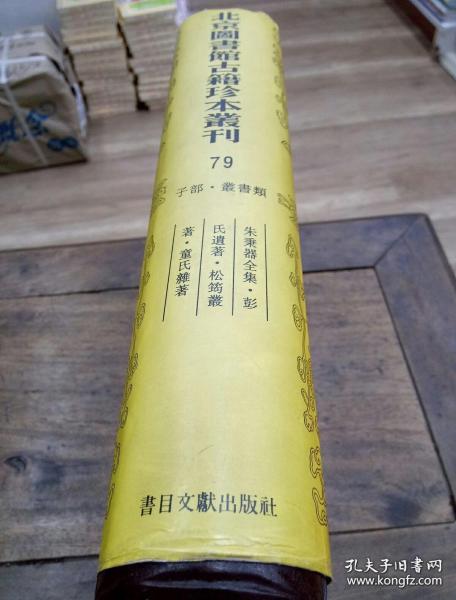 北京圖書館古籍珍本叢刊
79
子部·叢書類
朱秉器全集·彭
氏遺著·松筠叢
著·童氏雜著
書目文獻出版社
孔夫子旧书网
www.kongfz.com